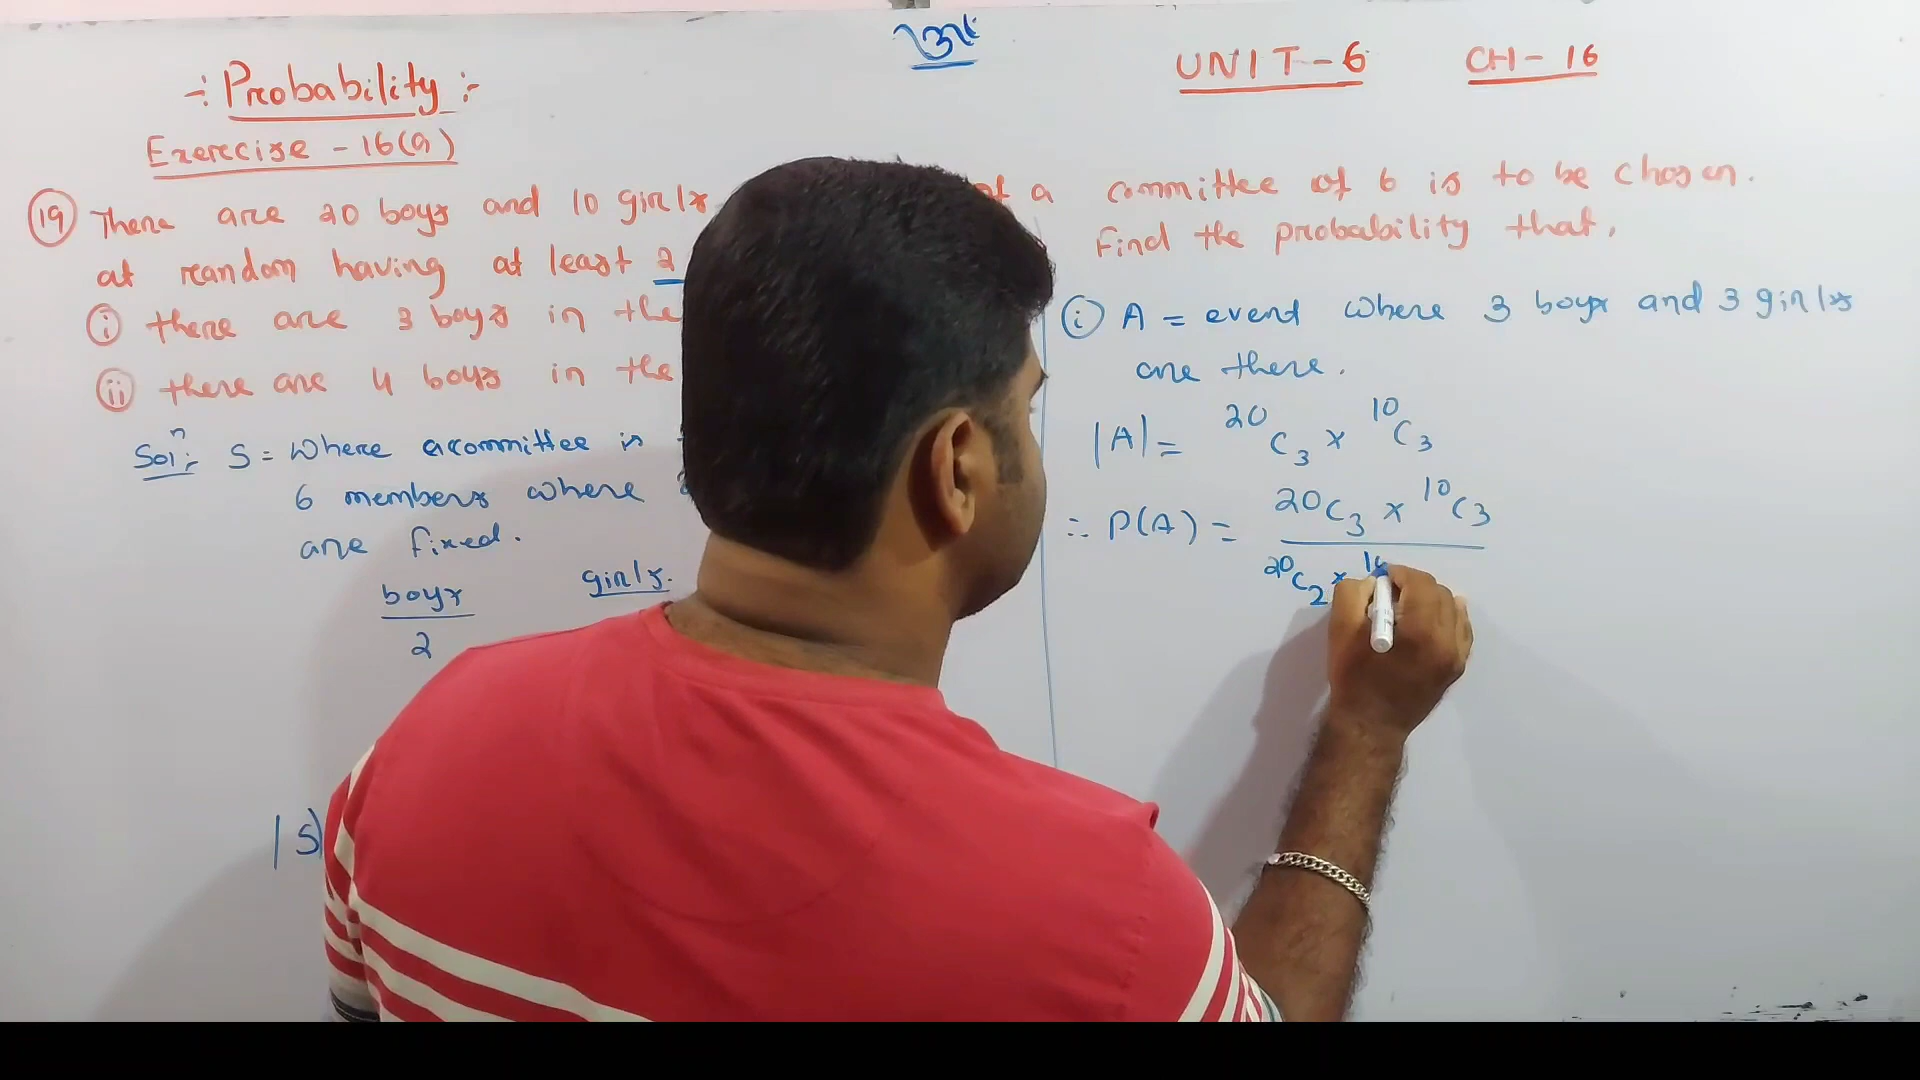 UNIT-6 CH-16
-: Probability :-
Exercise - 16(a)
19 There are 20 boys and 10 girls of a committee of 6 is to be chosen.
at random having at least 2 Find the probability that,
i there are 3 boys in the
ii there are 4 boys in the
Solⁿ:- S = Where a committee is
6 members where
are fixed.
boys girls.
2
|S|
i A = event where 3 boys and 3 girls
are there.
|A| = ²⁰C₃ × ¹⁰C₃
∴ P(A) = 20C₃ × ¹⁰C₃
²⁰C₂ ×